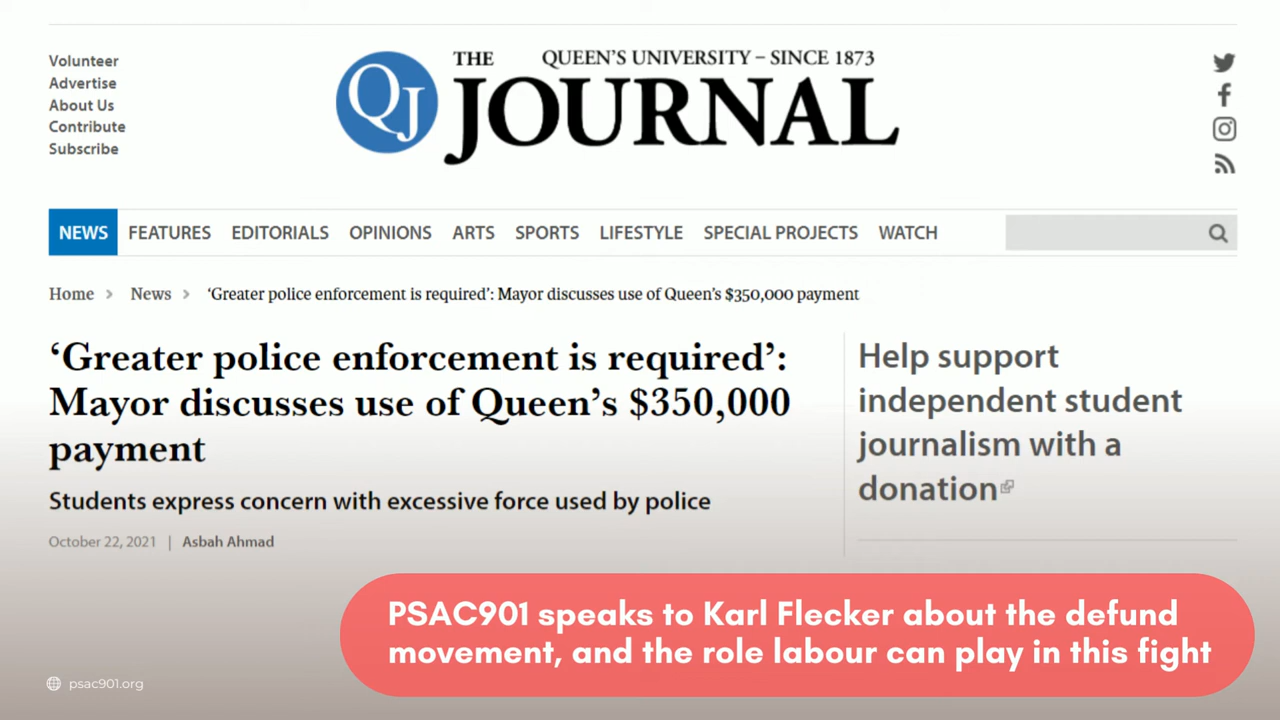 Volunteer
Advertise
About Us
Contribute
Subscribe
QJ
THE QUEEN'S UNIVERSITY – SINCE 1873
JOURNAL
NEWS FEATURES EDITORIALS OPINIONS ARTS SPORTS LIFESTYLE SPECIAL PROJECTS WATCH
Home > News > ‘Greater police enforcement is required’: Mayor discusses use of Queen’s $350,000 payment
‘Greater police enforcement is required’:
Mayor discusses use of Queen’s $350,000
payment
Students express concern with excessive force used by police
October 22, 2021 | Asbah Ahmad
Help support
independent student
journalism with a
donation
PSAC901 speaks to Karl Flecker about the defund
movement, and the role labour can play in this fight
psac901.org